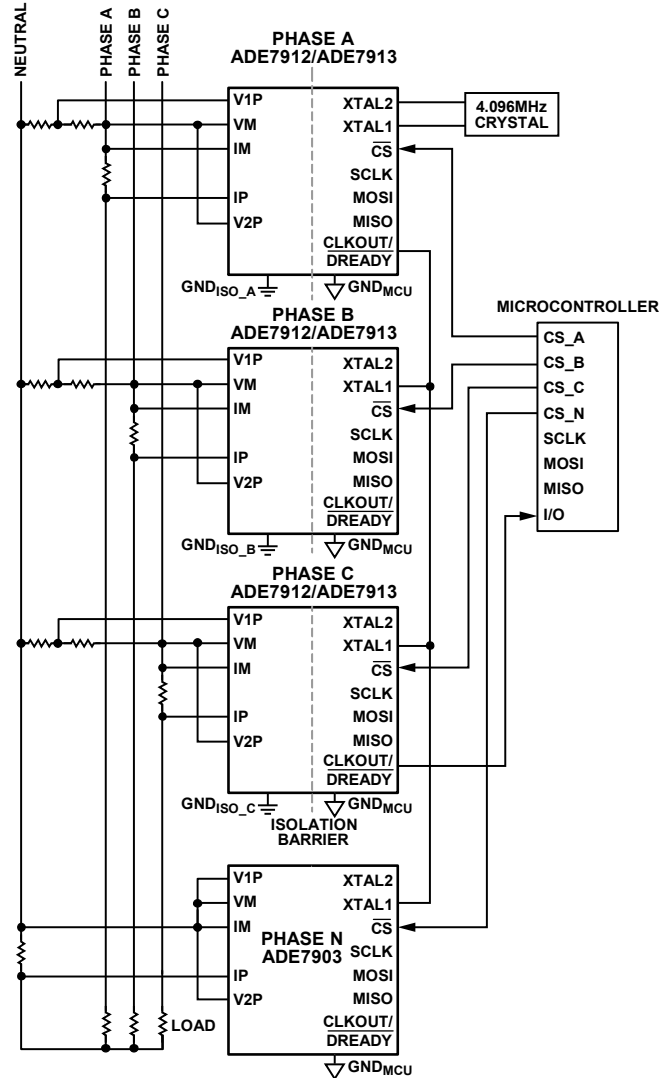 NEUTRAL
PHASE A
PHASE B
PHASE C
PHASE A
ADE7912/ADE7913
V1P
VM
IM
IP
V2P
XTAL2
XTAL1
CS
SCLK
MOSI
MISO
CLKOUT/
DREADY
4.096MHz
CRYSTAL
GNDISO_A
GNDMCU
MICROCONTROLLER
CS_A
CS_B
CS_C
CS_N
SCLK
MOSI
MISO
I/O
PHASE B
ADE7912/ADE7913
V1P
VM
IM
IP
V2P
XTAL2
XTAL1
CS
SCLK
MOSI
MISO
CLKOUT/
DREADY
GNDISO_B
GNDMCU
PHASE C
ADE7912/ADE7913
V1P
VM
IM
IP
V2P
XTAL2
XTAL1
CS
SCLK
MOSI
MISO
CLKOUT/
DREADY
GNDISO_C
GNDMCU
ISOLATION
BARRIER
V1P
VM
IM
IP
V2P
PHASE N
ADE7903
XTAL2
XTAL1
CS
SCLK
MOSI
MISO
CLKOUT/
DREADY
LOAD
GNDMCU